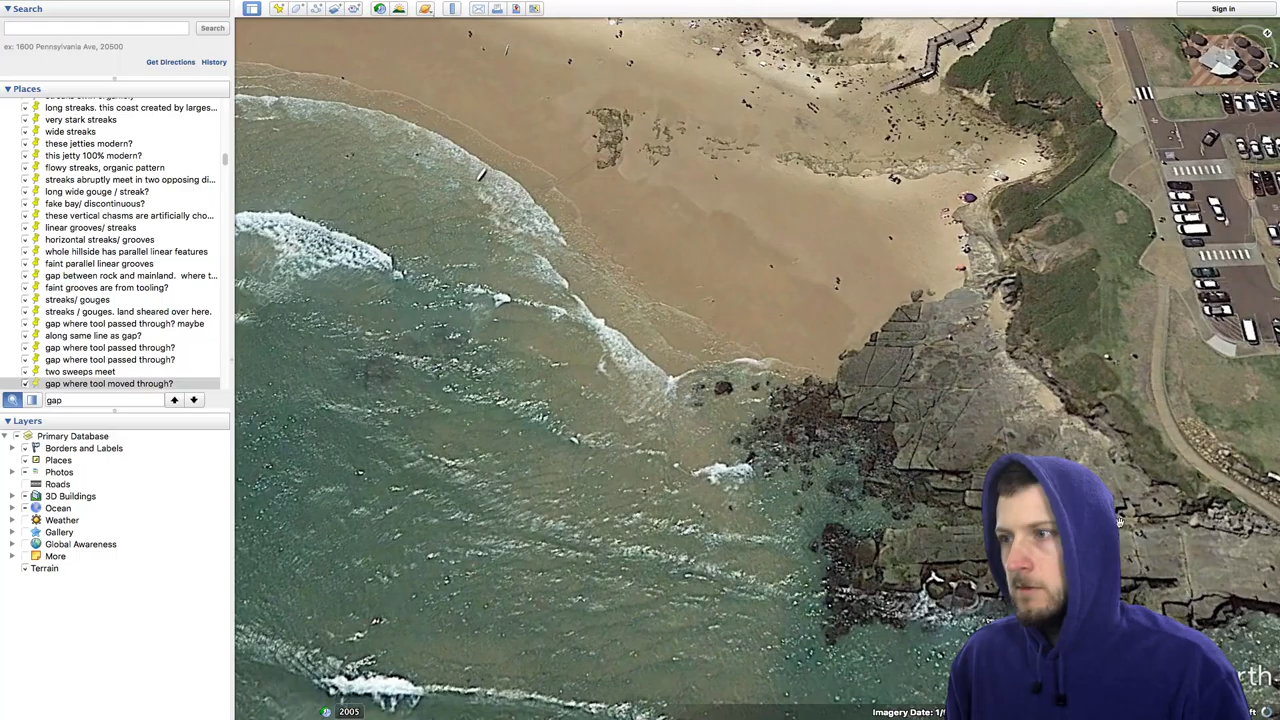 Search
Sign in
Search
ex: 1600 Pennsylvania Ave, 20500
Get Directions
History
Places
long streaks. this coast created by larges...
very stark streaks
wide streaks
these jetties modern?
this jetty 100% modern?
flowy streaks, organic pattern
streaks abruptly meet in two opposing di...
long wide gouge / streak?
fake bay/ discontinuous?
these vertical chasms are artificially cho...
linear grooves/ streaks
horizontal streaks/ grooves
whole hillside has parallel linear features
faint parallel linear grooves
gap between rock and mainland. where t...
faint grooves are from tooling?
streaks/ gouges
streaks / gouges. land sheared over here.
gap where tool passed through? maybe
along same line as gap?
gap where tool passed through?
gap where tool passed through?
two sweeps meet
gap where tool moved through?
gap
Layers
Primary Database
Borders and Labels
Places
Photos
Roads
3D Buildings
Ocean
Weather
Gallery
Global Awareness
More
Terrain
2005
Imagery Date: 1/